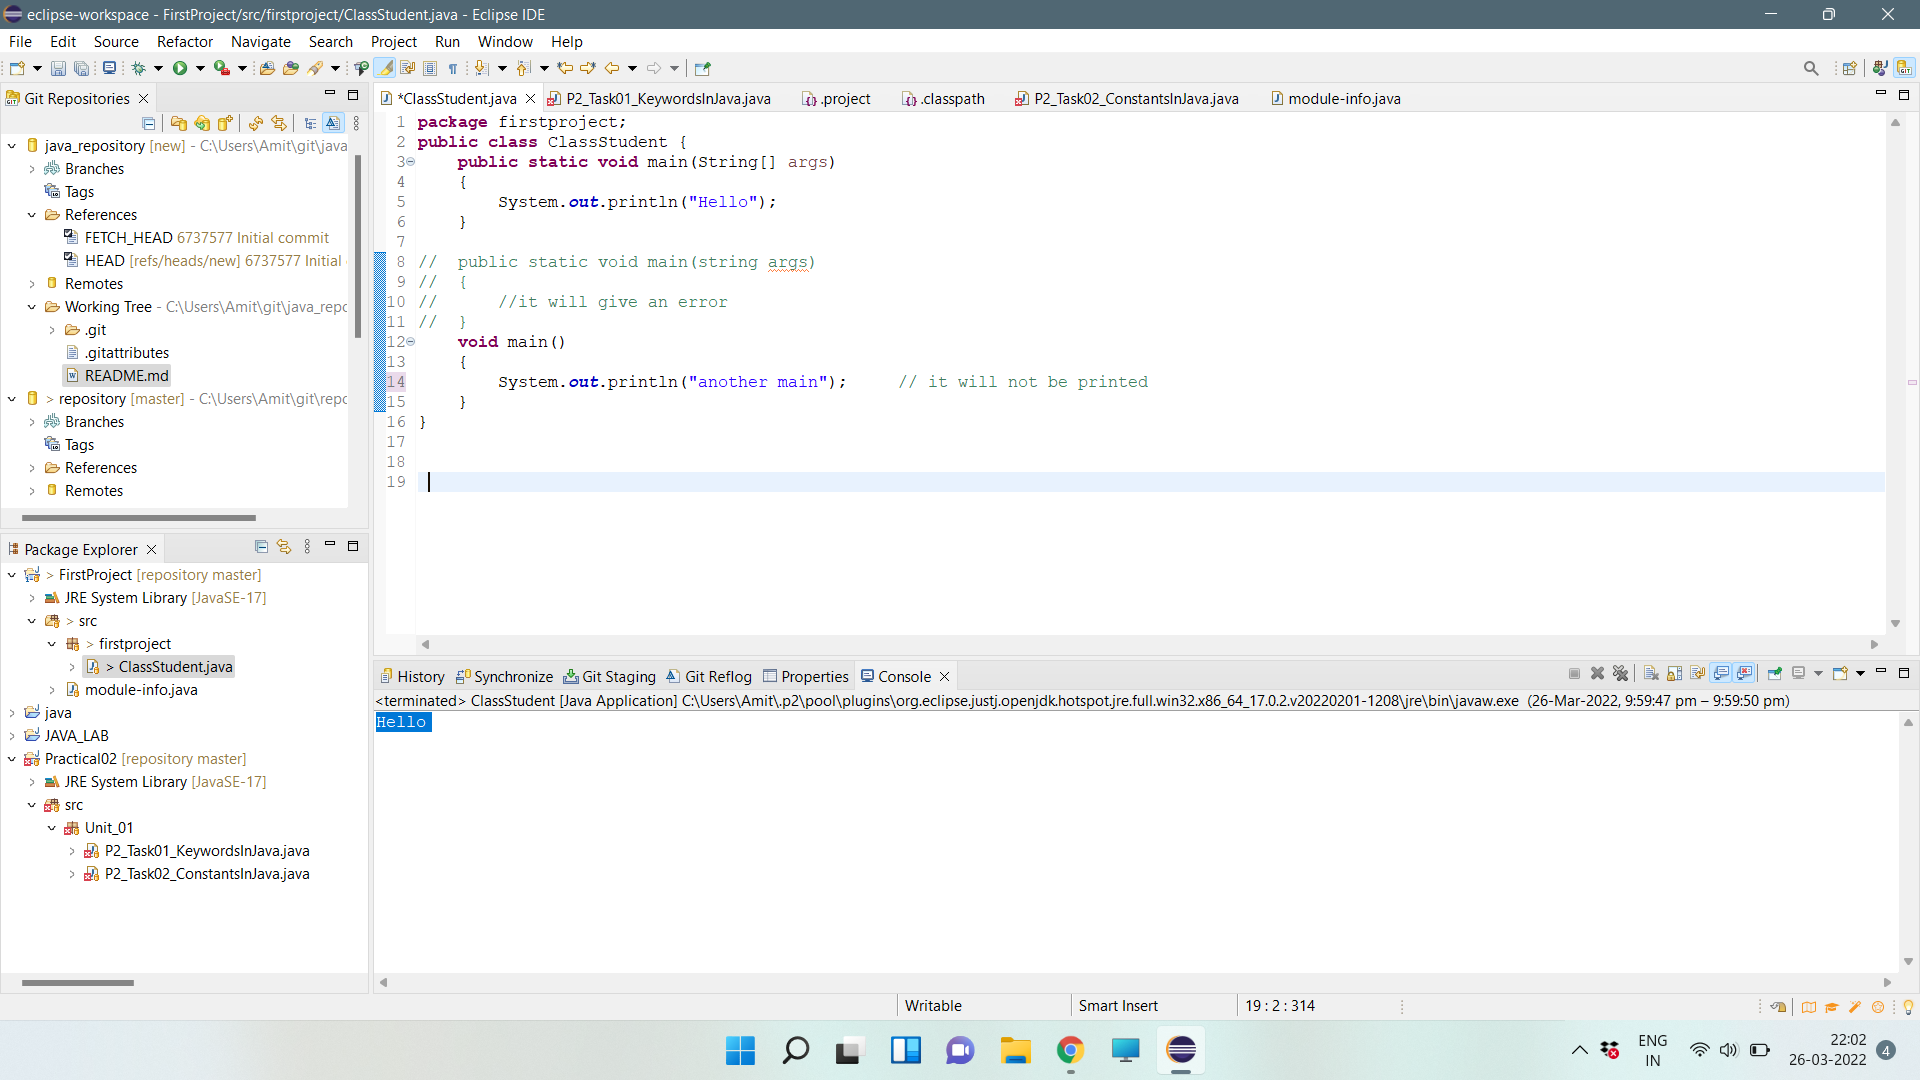 eclipse-workspace - FirstProject/src/firstproject/ClassStudent.java - Eclipse IDE
File Edit Source Refactor Navigate Search Project Run Window Help
Git Repositories
java_repository [new] - C:\Users\Amit\git\java
Branches
Tags
References
FETCH_HEAD 6737577 Initial commit
HEAD [refs/heads/new] 6737577 Initial
Remotes
Working Tree - C:\Users\Amit\git\java_repo
.git
.gitattributes
README.md
> repository [master] - C:\Users\Amit\git\repo
Branches
Tags
References
Remotes
Package Explorer
> FirstProject [repository master]
JRE System Library [JavaSE-17]
> src
> firstproject
> ClassStudent.java
module-info.java
java
JAVA_LAB
Practical02 [repository master]
JRE System Library [JavaSE-17]
src
Unit_01
P2_Task01_KeywordsInJava.java
P2_Task02_ConstantsInJava.java
*ClassStudent.java P2_Task01_KeywordsInJava.java .project .classpath P2_Task02_ConstantsInJava.java module-info.java
1 package firstproject;
2 public class ClassStudent {
3 public static void main(String[] args)
4 {
5 System.out.println("Hello");
6 }
7
8 // public static void main(string args)
9 // {
10 // //it will give an error
11 // }
12 void main()
13 {
14 System.out.println("another main"); // it will not be printed
15 }
16 }
17
18
19
History Synchronize Git Staging Git Reflog Properties Console
<terminated> ClassStudent [Java Application] C:\Users\Amit\.p2\pool\plugins\org.eclipse.justj.openjdk.hotspot.jre.full.win32.x86_64_17.0.2.v20220201-1208\jre\bin\javaw.exe (26-Mar-2022, 9:59:47 pm – 9:59:50 pm)
Hello
Writable Smart Insert 19 : 2 : 314
ENG
IN
22:02
26-03-2022
4